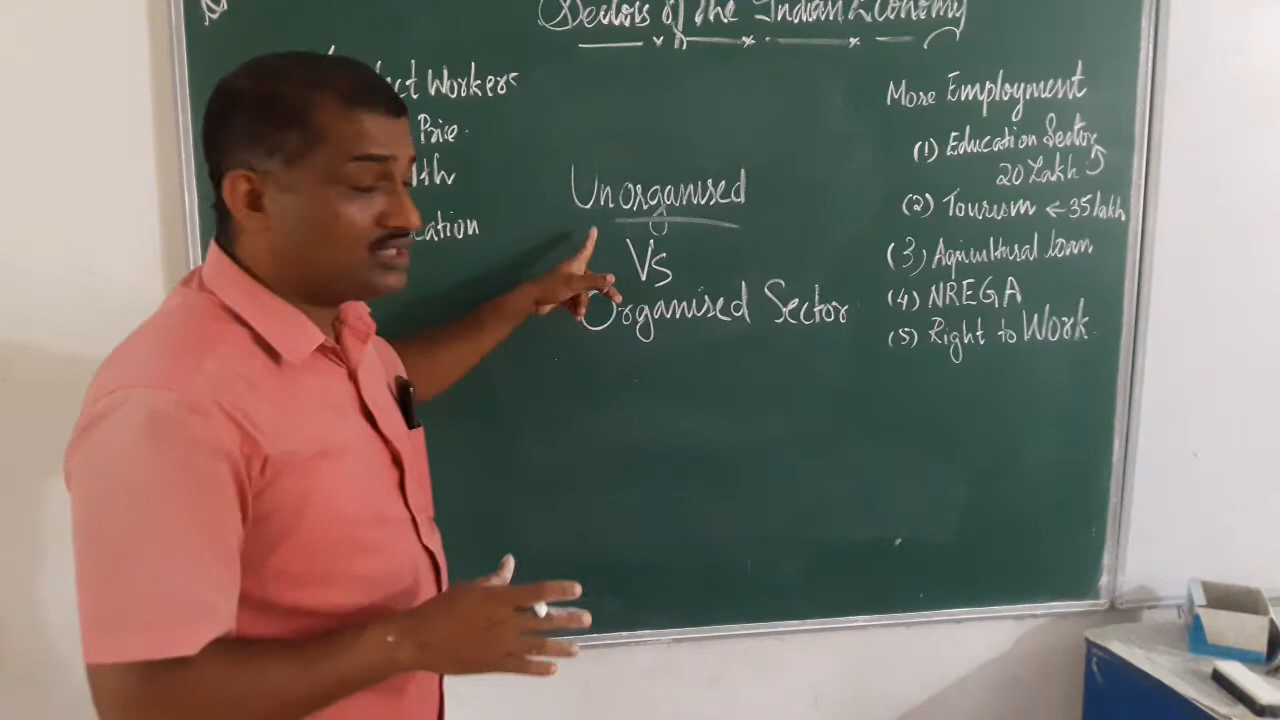 Sectors of the Indian Economy
Workers
Price.
Unorganised
Vs
Organised Sector
More Employment
(1) Education Sector
20 Lakh
(2) Tourism ← 35 lakh
(3) Agricultural loan
(4) NREGA
(5) Right to Work.